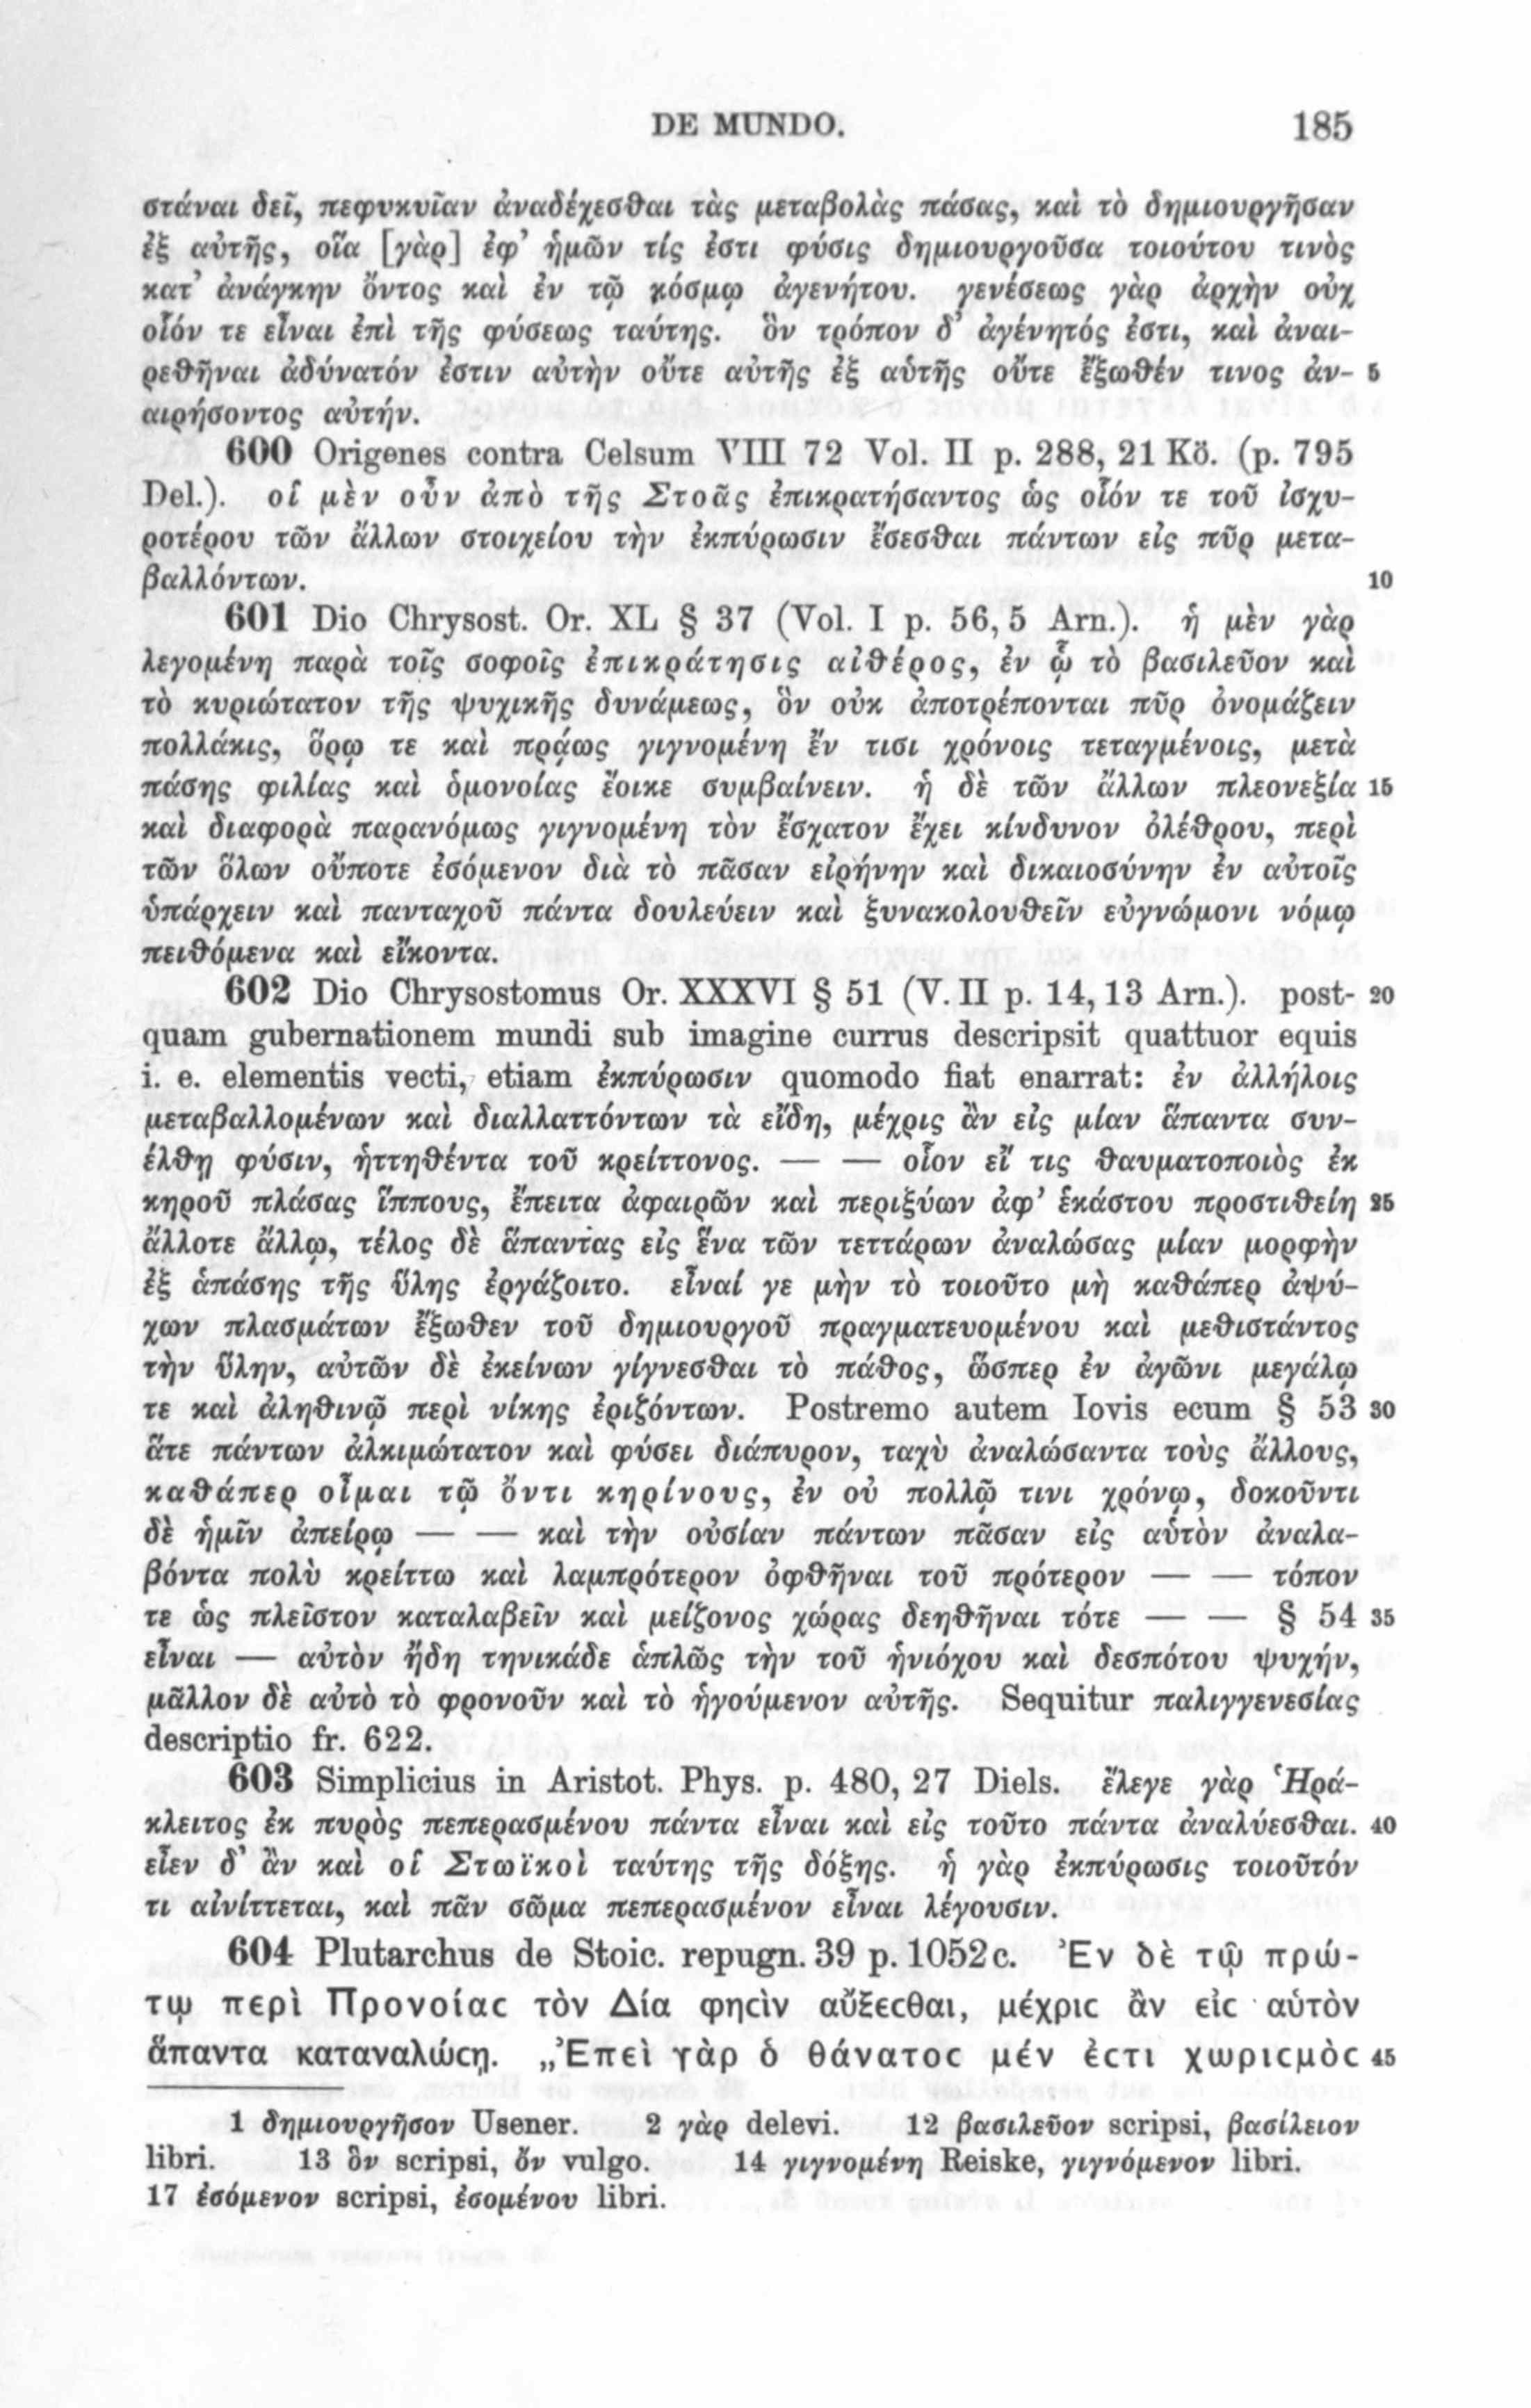 DE MUNDO. 185
στάναι δεῖ, πεφυκυῖαν ἀναδέχεσθαι τὰς μεταβολὰς πάσας, καὶ τὸ δημιουργῆσαν
ἐξ αὐτῆς, οἵα [γὰρ] ἐφ’ ἡμῶν τίς ἐστι φύσις δημιουργοῦσα τοιούτου τινὸς
κατ’ ἀνάγκην ὄντος καὶ ἐν τῷ κόσμῳ ἀγενήτου. γενέσεως γὰρ ἀρχὴν οὐχ
οἷόν τε εἶναι ἐπὶ τῆς φύσεως ταύτης. ὃν τρόπον δ’ ἀγένητός ἐστι, καὶ ἀναι-
ρεθῆναι ἀδύνατόν ἐστιν αὐτὴν οὔτε αὐτῆς ἐξ αὑτῆς οὔτε ἔξωθέν τινος ἀν- 5
αιρήσοντος αὐτήν.
600 Origenes contra Celsum VIII 72 Vol. II p. 288, 21 Kö. (p. 795
Del.). οἱ μὲν οὖν ἀπὸ τῆς Στοᾶς ἐπικρατήσαντος ὡς οἷόν τε τοῦ ἰσχυ-
ροτέρου τῶν ἄλλων στοιχείου τὴν ἐκπύρωσιν ἔσεσθαι πάντων εἰς πῦρ μετα-
βαλλόντων. 10
601 Dio Chrysost. Or. XL § 37 (Vol. I p. 56, 5 Arn.). ἡ μὲν γὰρ
λεγομένη παρὰ τοῖς σοφοῖς ἐπικράτησις αἰθέρος, ἐν ᾧ τὸ βασιλεῦον καὶ
τὸ κυριώτατον τῆς ψυχικῆς δυνάμεως, ὃν οὐκ ἀποτρέπονται πῦρ ὀνομάζειν
πολλάκις, ὅρῳ τε καὶ πρᾴως γιγνομένη ἔν τισι χρόνοις τεταγμένοις, μετὰ
πάσης φιλίας καὶ ὁμονοίας ἔοικε συμβαίνειν. ἡ δὲ τῶν ἄλλων πλεονεξία 15
καὶ διαφορὰ παρανόμως γιγνομένη τὸν ἔσχατον ἔχει κίνδυνον ὀλέθρου, περὶ
τῶν ὅλων οὔποτε ἐσόμενον διὰ τὸ πᾶσαν εἰρήνην καὶ δικαιοσύνην ἐν αὐτοῖς
ὑπάρχειν καὶ πανταχοῦ πάντα δουλεύειν καὶ ξυνακολουθεῖν εὐγνώμονι νόμῳ
πειθόμενα καὶ εἴκοντα.
602 Dio Chrysostomus Or. XXXVI § 51 (V. II p. 14, 13 Arn.). post- 20
quam gubernationem mundi sub imagine currus descripsit quattuor equis
i. e. elementis vecti, etiam ἐκπύρωσιν quomodo fiat enarrat: ἐν ἀλλήλοις
μεταβαλλομένων καὶ διαλλαττόντων τὰ εἴδη, μέχρις ἂν εἰς μίαν ἅπαντα συν-
έλθῃ φύσιν, ἡττηθέντα τοῦ κρείττονος. — — οἷον εἴ τις θαυματοποιὸς ἐκ
κηροῦ πλάσας ἵππους, ἔπειτα ἀφαιρῶν καὶ περιξύων ἀφ’ ἑκάστου προστιθείη 25
ἄλλοτε ἄλλῳ, τέλος δὲ ἅπαντας εἰς ἕνα τῶν τεττάρων ἀναλώσας μίαν μορφὴν
ἐξ ἁπάσης τῆς ὕλης ἐργάζοιτο. εἶναί γε μὴν τὸ τοιοῦτο μὴ καθάπερ ἀψύ-
χων πλασμάτων ἔξωθεν τοῦ δημιουργοῦ πραγματευομένου καὶ μεθιστάντος
τὴν ὕλην, αὐτῶν δὲ ἐκείνων γίγνεσθαι τὸ πάθος, ὥσπερ ἐν ἀγῶνι μεγάλῳ
τε καὶ ἀληθινῷ περὶ νίκης ἐριζόντων. Postremo autem Iovis ecum § 53 30
ἅτε πάντων ἀλκιμώτατον καὶ φύσει διάπυρον, ταχὺ ἀναλώσαντα τοὺς ἄλλους,
καθάπερ οἶμαι τῷ ὄντι κηρίνους, ἐν οὐ πολλῷ τινι χρόνῳ, δοκοῦντι
δὲ ἡμῖν ἀπείρῳ — — καὶ τὴν οὐσίαν πάντων πᾶσαν εἰς αὑτὸν ἀναλα-
βόντα πολὺ κρείττω καὶ λαμπρότερον ὀφθῆναι τοῦ πρότερον — — τόπον
τε ὡς πλεῖστον καταλαβεῖν καὶ μείζονος χώρας δεηθῆναι τότε — — § 54 35
εἶναι — αὐτὸν ἤδη τηνικάδε ἁπλῶς τὴν τοῦ ἡνιόχου καὶ δεσπότου ψυχήν,
μᾶλλον δὲ αὐτὸ τὸ φρονοῦν καὶ τὸ ἡγούμενον αὐτῆς. Sequitur παλιγγενεσίας
descriptio fr. 622.
603 Simplicius in Aristot. Phys. p. 480, 27 Diels. ἔλεγε γὰρ Ἡρά-
κλειτος ἐκ πυρὸς πεπερασμένου πάντα εἶναι καὶ εἰς τοῦτο πάντα ἀναλύεσθαι. 40
εἶεν δ’ ἂν καὶ οἱ Στωϊκοὶ ταύτης τῆς δόξης. ἡ γὰρ ἐκπύρωσις τοιοῦτόν
τι αἰνίττεται, καὶ πᾶν σῶμα πεπερασμένον εἶναι λέγουσιν.
604 Plutarchus de Stoic. repugn. 39 p. 1052c. Ἐν δὲ τῷ πρώ-
τῳ περὶ Προνοίας τὸν Δία φησὶν αὔξεσθαι, μέχρις ἂν εἰς αὑτὸν
ἅπαντα καταναλώσῃ. „Ἐπεὶ γὰρ ὁ θάνατος μέν ἐστι χωρισμὸς 45
1 δημιουργῆσον Usener. 2 γὰρ delevi. 12 βασιλεῦον scripsi, βασίλειον
libri. 13 ὃν scripsi, ὅν vulgo. 14 γιγνομένη Reiske, γιγνόμενον libri.
17 ἐσόμενον scripsi, ἐσομένου libri.